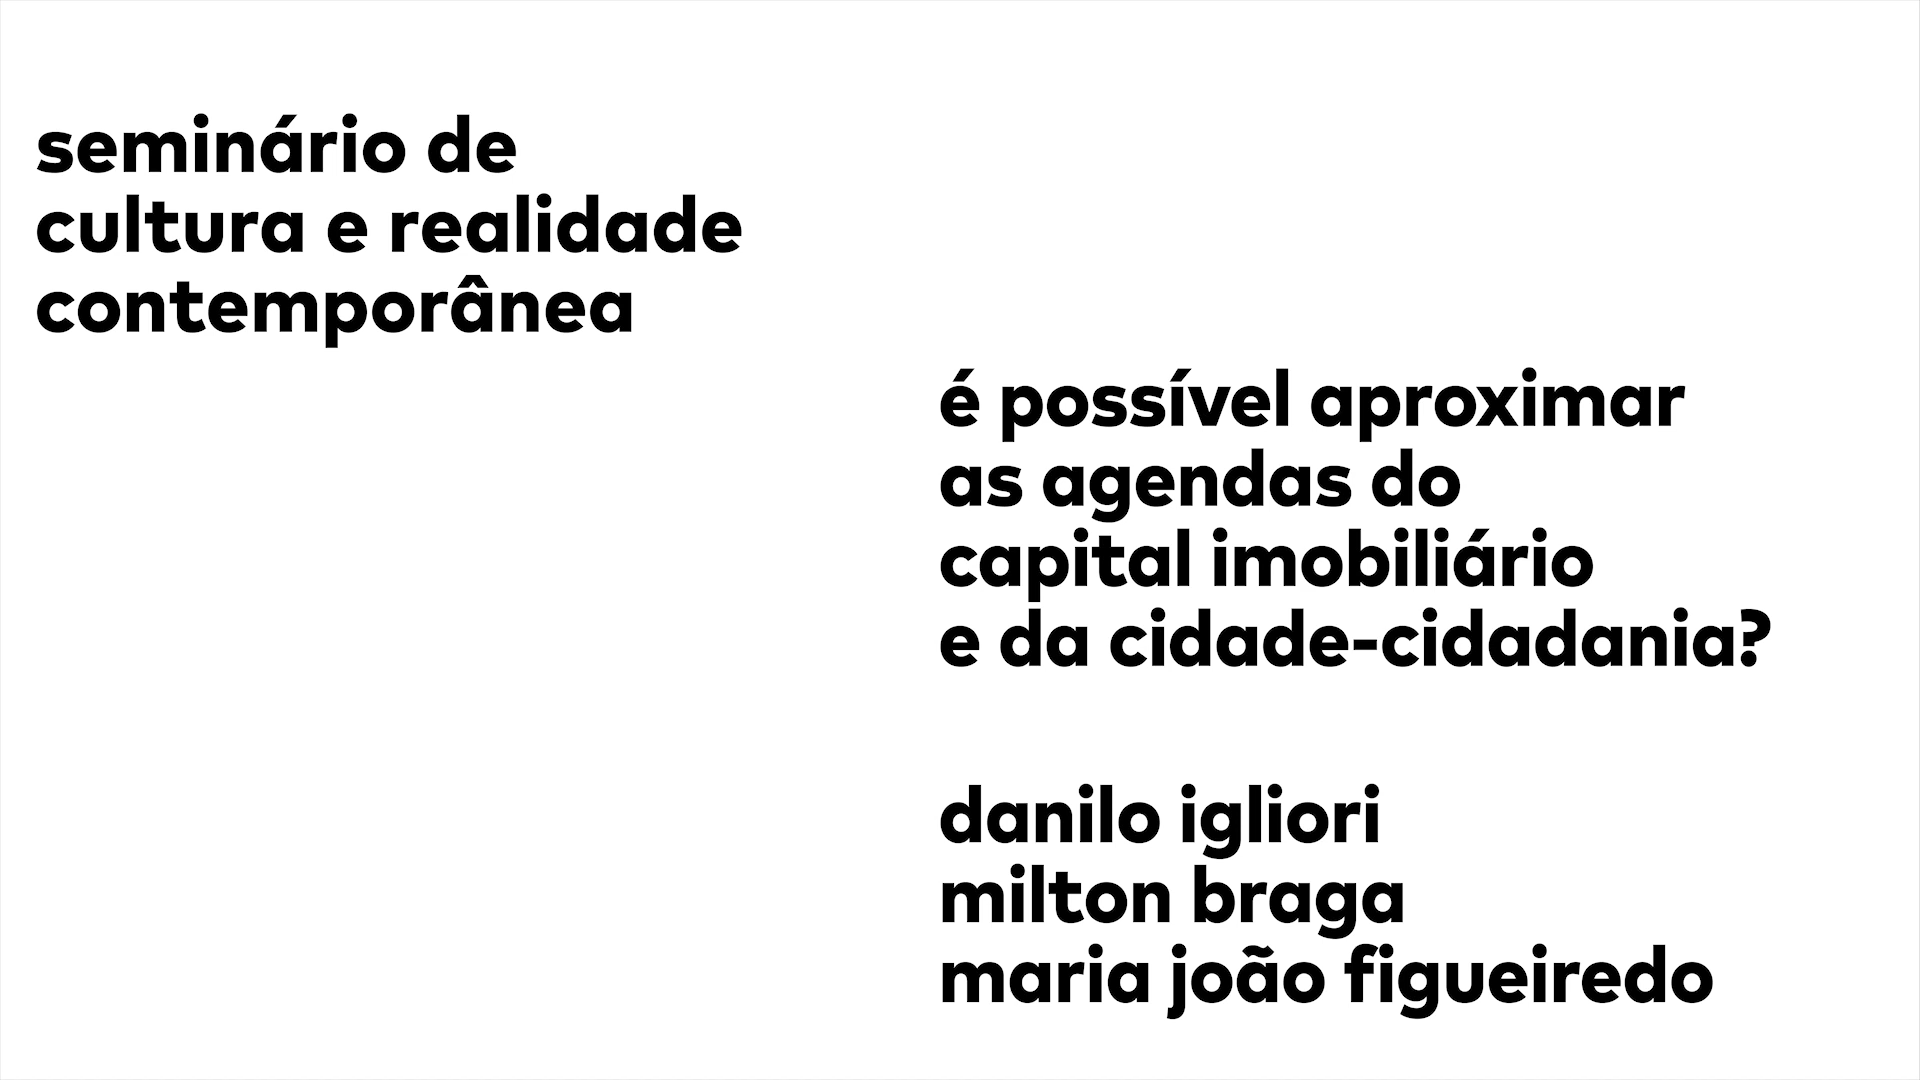 seminário de
cultura e realidade
contemporânea
é possível aproximar
as agendas do
capital imobiliário
e da cidade-cidadania?
danilo igliori
milton braga
maria joão figueiredo